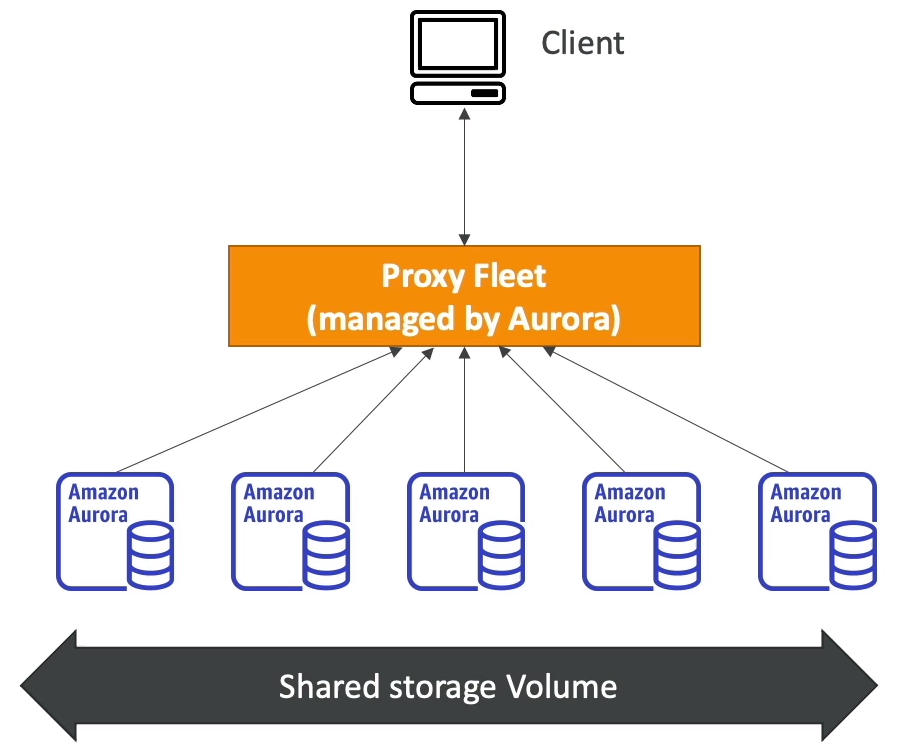 Client
Proxy Fleet
(managed by Aurora)
Amazon
Aurora
Amazon
Aurora
Amazon
Aurora
Amazon
Aurora
Amazon
Aurora
Shared storage Volume